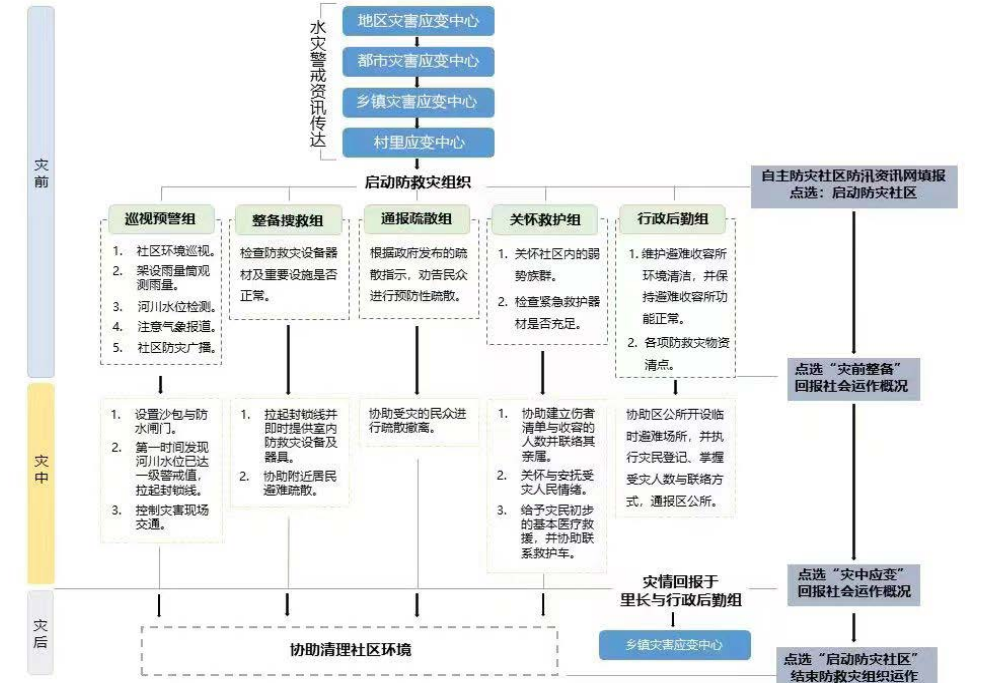 水灾警戒资讯传达
地区灾害应变中心
都市灾害应变中心
乡镇灾害应变中心
村里应变中心
灾前
启动防救灾组织
自主防灾社区防汛资讯网填报
点选：启动防灾社区
巡视预警组
1. 社区环境巡视。
2. 架设雨量筒观
测雨量。
3. 河川水位检测。
4. 注意气象报道。
5. 社区防灾广播。
整备搜救组
检查防救灾设备器
材及重要设施是否
正常。
通报疏散组
根据政府发布的疏
散指示，劝告民众
进行预防性疏散。
关怀救护组
1. 关怀社区内的弱
势族群。
2. 检查紧急救护器
材是否充足。
行政后勤组
1. 维护避难收容所
环境清洁，并保
持避难收容所功
能正常。
2. 各项防救灾物资
清点。
点选“灾前整备”
回报社会运作概况
灾中
1. 设置沙包与防
水闸门。
2. 第一时间发现
河川水位已达
一级警戒值，
拉起封锁线。
3. 控制灾害现场
交通。
1. 拉起封锁线并
即时提供室内
防救灾设备及
器具。
2. 协助附近居民
避难疏散。
协助受灾的民众进
行疏散撤离。
1. 协助建立伤者
清单与收容的
人数并联络其
亲属。
2. 关怀与安抚受
灾人民情绪。
3. 给予灾民初步
的基本医疗救
援，并协助联
系救护车。
协助区公所开设临
时避难场所，并执
行灾民登记、掌握
受灾人数与联络方
式，通报区公所。
点选“灾中应变”
回报社会运作概况
灾后
灾情回报于
里长与行政后勤组
协助清理社区环境
乡镇灾害应变中心
点选“启动防灾社区”
结束防救灾组织运作